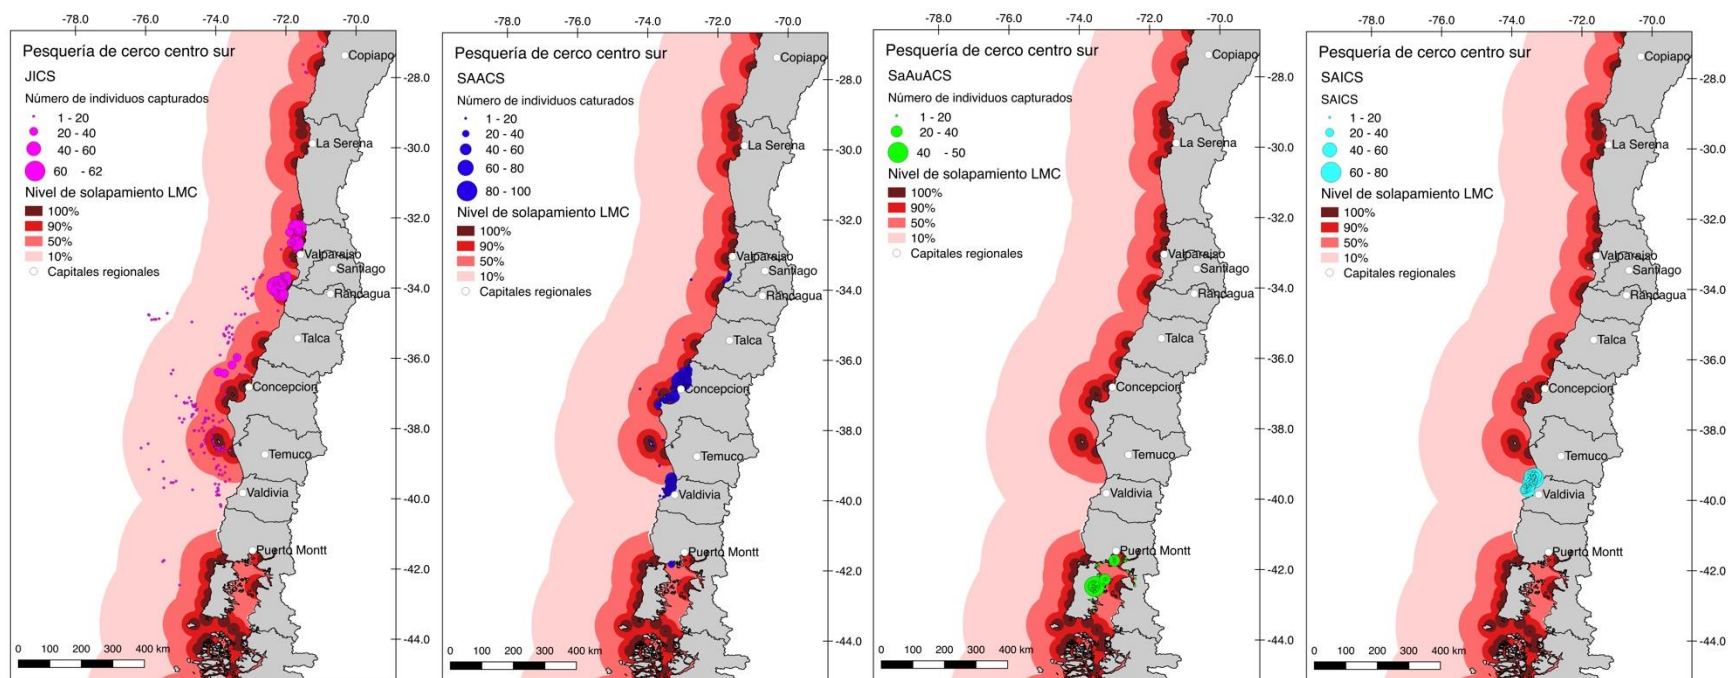 -78.0 -76.0 -74.0 -72.0 -70.0
Pesquería de cerco centro sur
JICS
Número de individuos capturados
1 - 20
20 - 40
40 - 60
60 - 62
Nivel de solapamiento LMC
100%
90%
50%
10%
Capitales regionales
Copiapo
La Serena
Valparaiso
Santiago
Rancagua
Talca
Concepcion
Temuco
Valdivia
Puerto Montt
-28.0
-30.0
-32.0
-34.0
-36.0
-38.0
-40.0
-42.0
-44.0
0 100 200 300 400 km
-78.0 -76.0 -74.0 -72.0 -70.0
Pesquería de cerco centro sur
SAACS
Número de individuos caturados
1 - 20
20 - 40
40 - 60
60 - 80
80 - 100
Nivel de solapamiento LMC
100%
90%
50%
10%
Capitales regionales
Copiapo
La Serena
Valparaiso
Santiago
Rancagua
Talca
Concepcion
Temuco
Valdivia
Puerto Montt
-28.0
-30.0
-32.0
-34.0
-36.0
-38.0
-40.0
-42.0
-44.0
0 100 200 300 400 km
-78.0 -76.0 -74.0 -72.0 -70.0
Pesquería de cerco centro sur
SaAuACS
Número de individuos capturados
1 - 20
20 - 40
40 - 50
Nivel de solapamiento LMC
100%
90%
50%
10%
Capitales regionales
Copiapo
La Serena
Valparaiso
Santiago
Rancagua
Talca
Concepcion
Temuco
Valdivia
Puerto Montt
-28.0
-30.0
-32.0
-34.0
-36.0
-38.0
-40.0
-42.0
-44.0
0 100 200 300 400 km
-78.0 -76.0 -74.0 -72.0 -70.0
Pesquería de cerco centro sur
SAICS
SAICS
1 - 20
20 - 40
40 - 60
60 - 80
Nivel de solapamiento LMC
100%
90%
50%
10%
Capitales regionales
Copiapo
La Serena
Valparaiso
Santiago
Rancagua
Talca
Concepcion
Temuco
Valdivia
Puerto Montt
-28.0
-30.0
-32.0
-34.0
-36.0
-38.0
-40.0
-42.0
-44.0
0 100 200 300 400 km